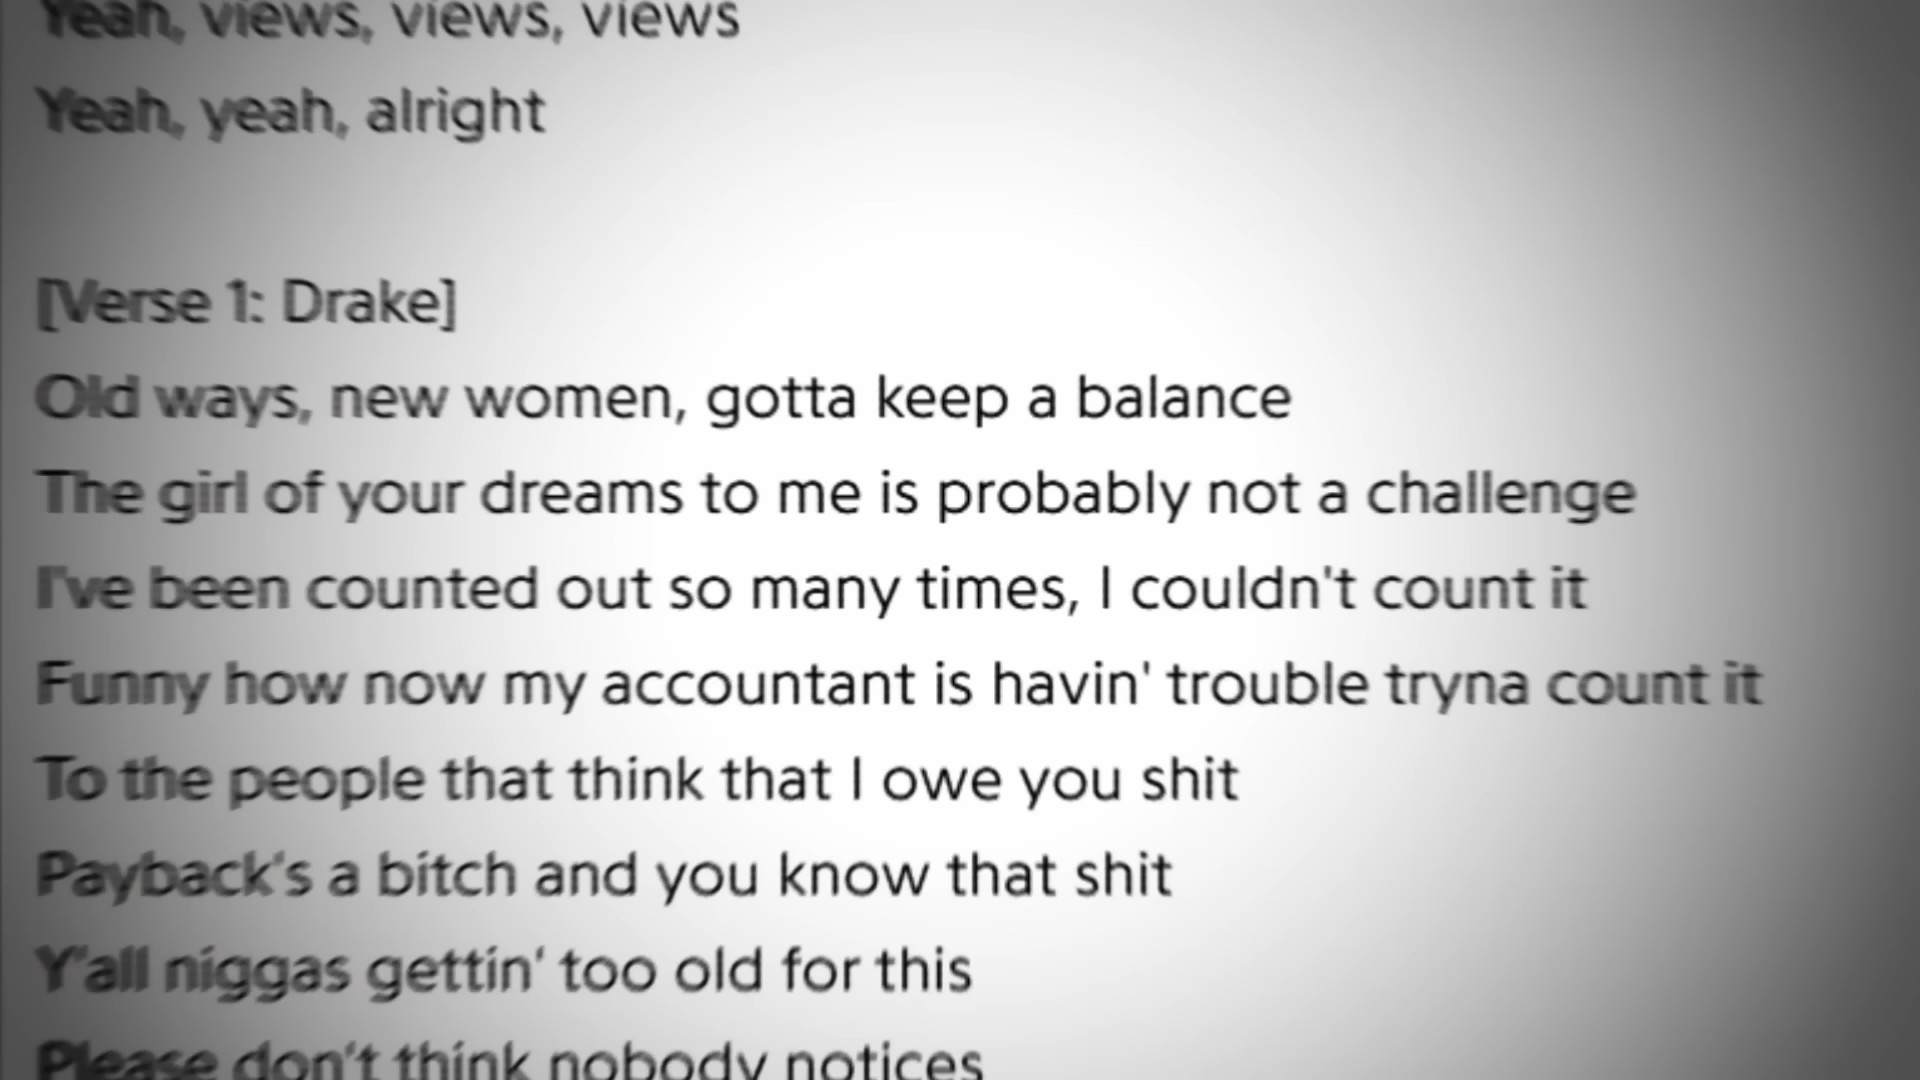 Yeah, views, views, views
Yeah, yeah, alright
[Verse 1: Drake]
Old ways, new women, gotta keep a balance
The girl of your dreams to me is probably not a challenge
I've been counted out so many times, I couldn't count it
Funny how now my accountant is havin' trouble tryna count it
To the people that think that I owe you shit
Payback's a bitch and you know that shit
Y'all niggas gettin' too old for this
Please don't think nobody notices